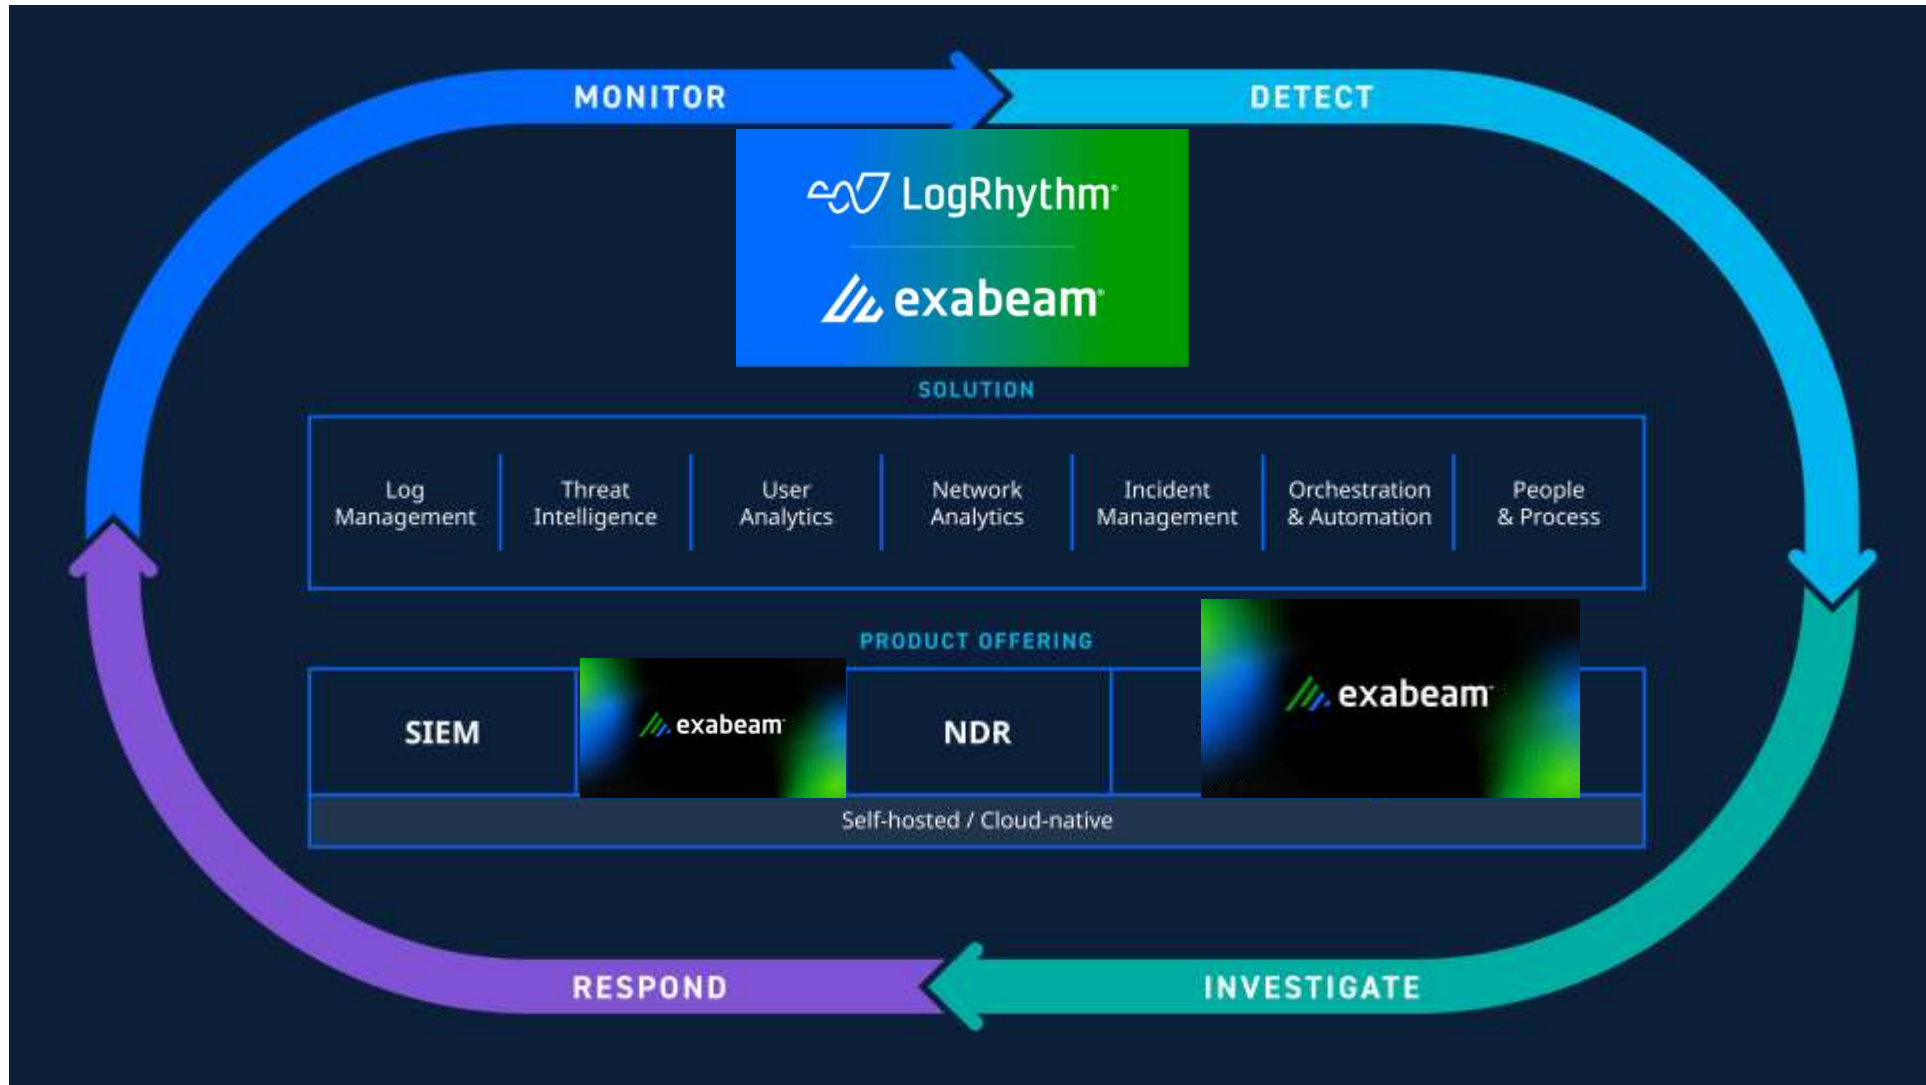 MONITOR
DETECT
LogRhythm®
exabeam®
SOLUTION
Log
Management
Threat
Intelligence
User
Analytics
Network
Analytics
Incident
Management
Orchestration
& Automation
People
& Process
PRODUCT OFFERING
SIEM
exabeam
NDR
exabeam
Self-hosted / Cloud-native
RESPOND
INVESTIGATE